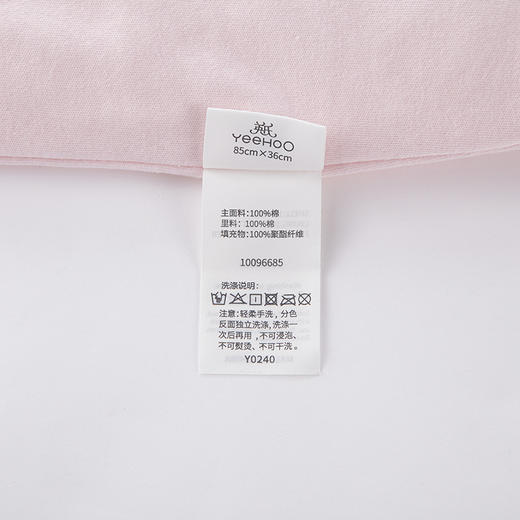 英氏
YeeHoO
85cm×36cm
主面料:100%棉
里料:100%棉
填充物:100%聚酯纤维
10096685
洗涤说明:
注意:轻柔手洗,分色
反面独立洗涤,洗涤一
次后再用,不可浸泡、
不可熨烫、不可干洗。
Y0240